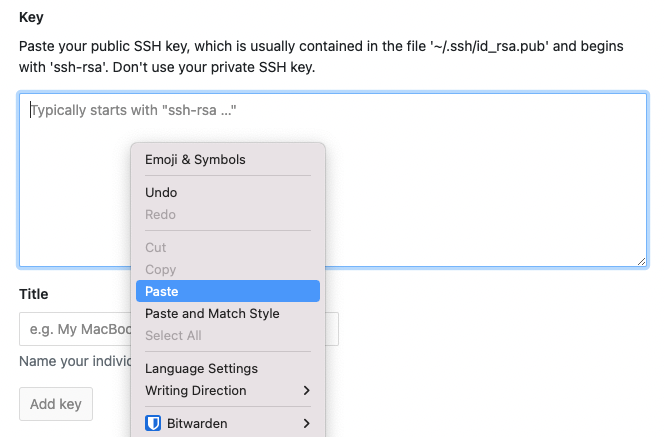 Key
Paste your public SSH key, which is usually contained in the file '~/.ssh/id_rsa.pub' and begins
with 'ssh-rsa'. Don't use your private SSH key.
Typically starts with "ssh-rsa ..."
Emoji & Symbols
Undo
Redo
Cut
Copy
Paste
Paste and Match Style
Select All
Language Settings
Writing Direction
Bitwarden
Title
e.g. My MacBoo
Name your individ
Add key